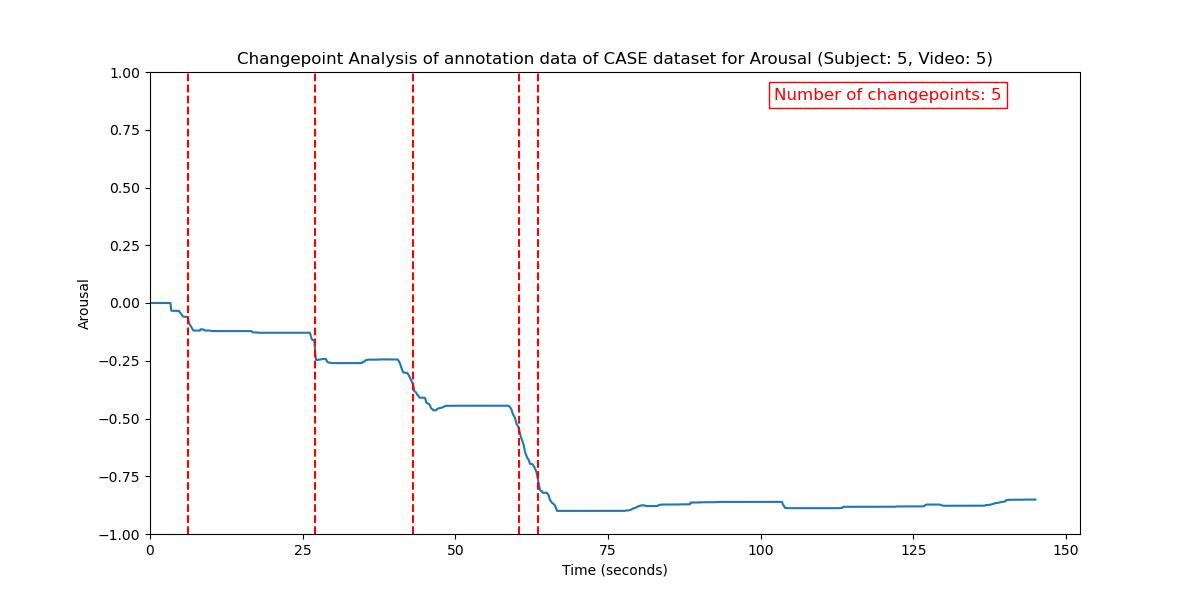 Changepoint Analysis of annotation data of CASE dataset for Arousal (Subject: 5, Video: 5)
Number of changepoints: 5
1.00
0.75
0.50
0.25
0.00
−0.25
−0.50
−0.75
−1.00
Arousal
0 25 50 75 100 125 150
Time (seconds)